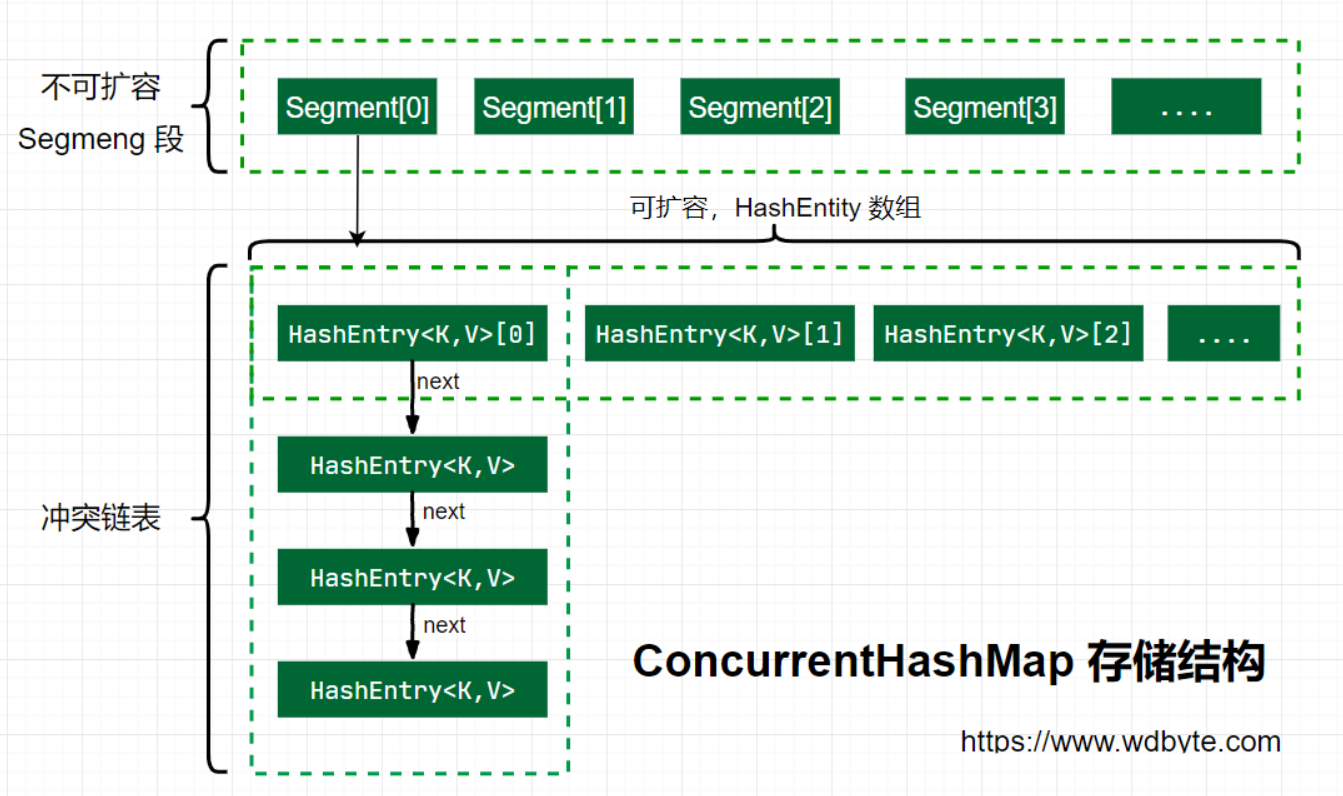 不可扩容
Segmeng 段
Segment[0]
Segment[1]
Segment[2]
Segment[3]
....
可扩容，HashEntity 数组
HashEntry<K,V>[0]
HashEntry<K,V>[1]
HashEntry<K,V>[2]
....
next
HashEntry<K,V>
next
冲突链表
HashEntry<K,V>
next
HashEntry<K,V>
ConcurrentHashMap 存储结构
https://www.wdbyte.com